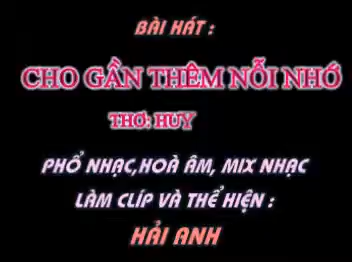 BÀI HÁT :
CHO GẦN THÊM NỖI NHỚ
THƠ: HUY
PHỔ NHẠC,HOÀ ÂM, MIX NHẠC
LÀM CLÍP VÀ THỂ HIỆN :
HẢI ANH